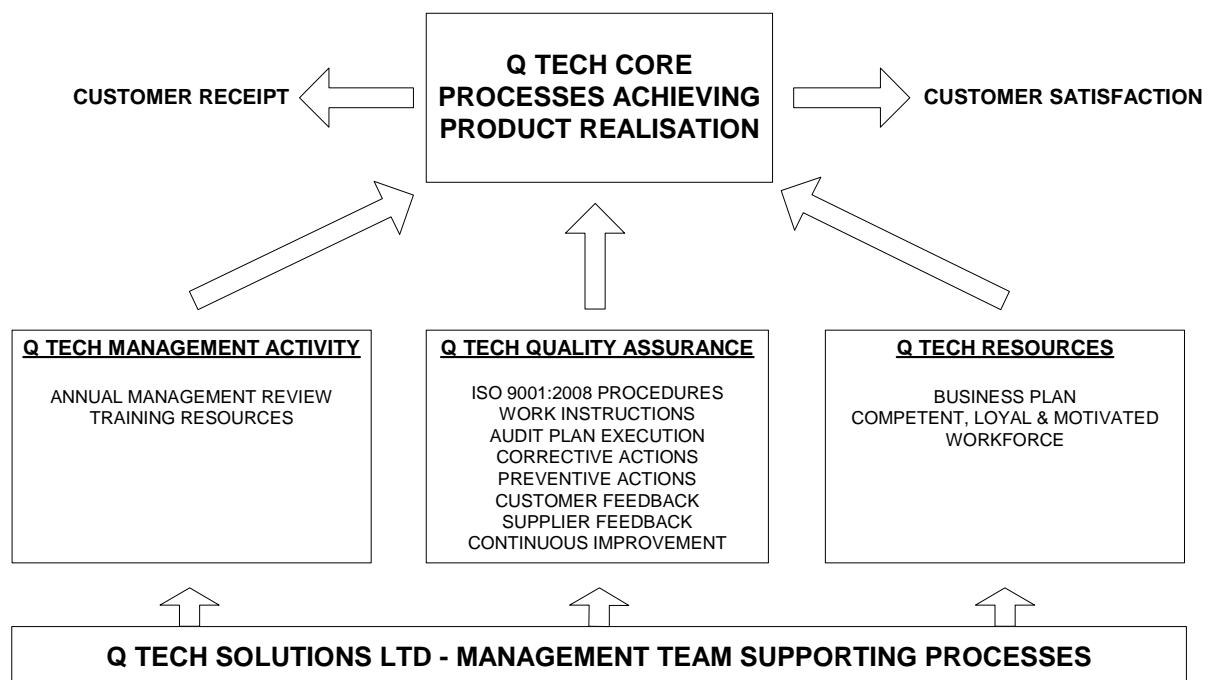 Q TECH CORE
PROCESSES ACHIEVING
PRODUCT REALISATION
CUSTOMER RECEIPT
CUSTOMER SATISFACTION
Q TECH MANAGEMENT ACTIVITY
ANNUAL MANAGEMENT REVIEW
TRAINING RESOURCES
Q TECH QUALITY ASSURANCE
ISO 9001:2008 PROCEDURES
WORK INSTRUCTIONS
AUDIT PLAN EXECUTION
CORRECTIVE ACTIONS
PREVENTIVE ACTIONS
CUSTOMER FEEDBACK
SUPPLIER FEEDBACK
CONTINUOUS IMPROVEMENT
Q TECH RESOURCES
BUSINESS PLAN
COMPETENT, LOYAL & MOTIVATED
WORKFORCE
Q TECH SOLUTIONS LTD - MANAGEMENT TEAM SUPPORTING PROCESSES